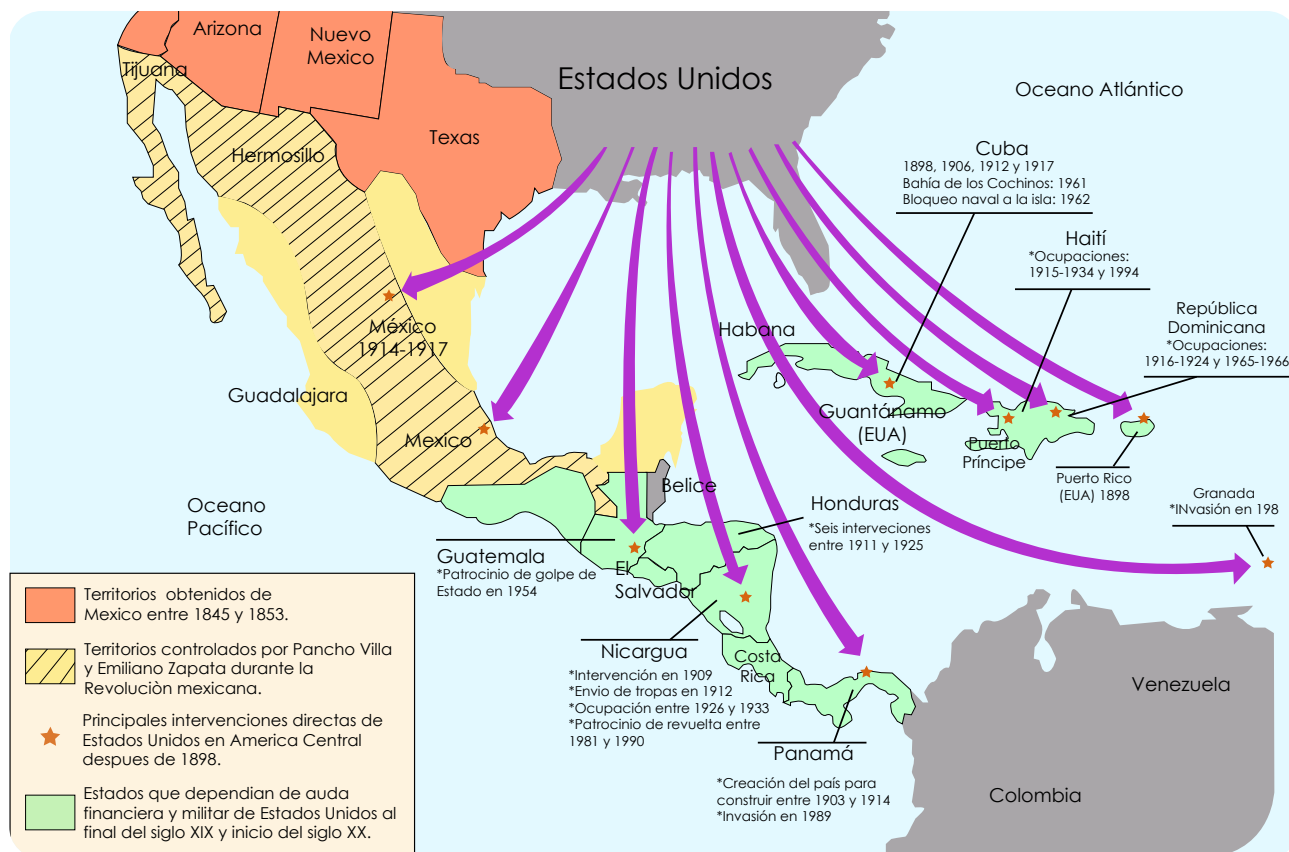 Arizona
Nuevo
Mexico
Estados Unidos
Oceano Atlántico
Tijuana
Texas
Hermosillo
Cuba
1898, 1906, 1912 y 1917
Bahía de los Cochinos: 1961
Bloqueo naval a la isla: 1962
Haití
*Ocupaciones:
1915-1934 y 1994
República
Dominicana
*Ocupaciones:
1916-1924 y 1965-1966
Habana
México
1914-1917
Guadalajara
Guantánamo
(EUA)
Mexico
Puerto
Príncipe
Puerto Rico
(EUA) 1898
Belice
Granada
*INvasión en 198
Oceano
Pacífico
Honduras
*Seis interveciones
entre 1911 y 1925
Guatemala
*Patrocinio de golpe de
Estado en 1954
El
Salvador
Nicargua
*Intervención en 1909
*Envio de tropas en 1912
*Ocupación entre 1926 y 1933
*Patrocinio de revuelta entre
1981 y 1990
Costa
Rica
Panamá
*Creación del país para
construir entre 1903 y 1914
*Invasión en 1989
Venezuela
Colombia
Territorios obtenidos de
Mexico entre 1845 y 1853.
Territorios controlados por Pancho Villa
y Emiliano Zapata durante la
Revoluciòn mexicana.
Principales intervenciones directas de
Estados Unidos en America Central
despues de 1898.
Estados que dependian de auda
financiera y militar de Estados Unidos al
final del siglo XIX y inicio del siglo XX.